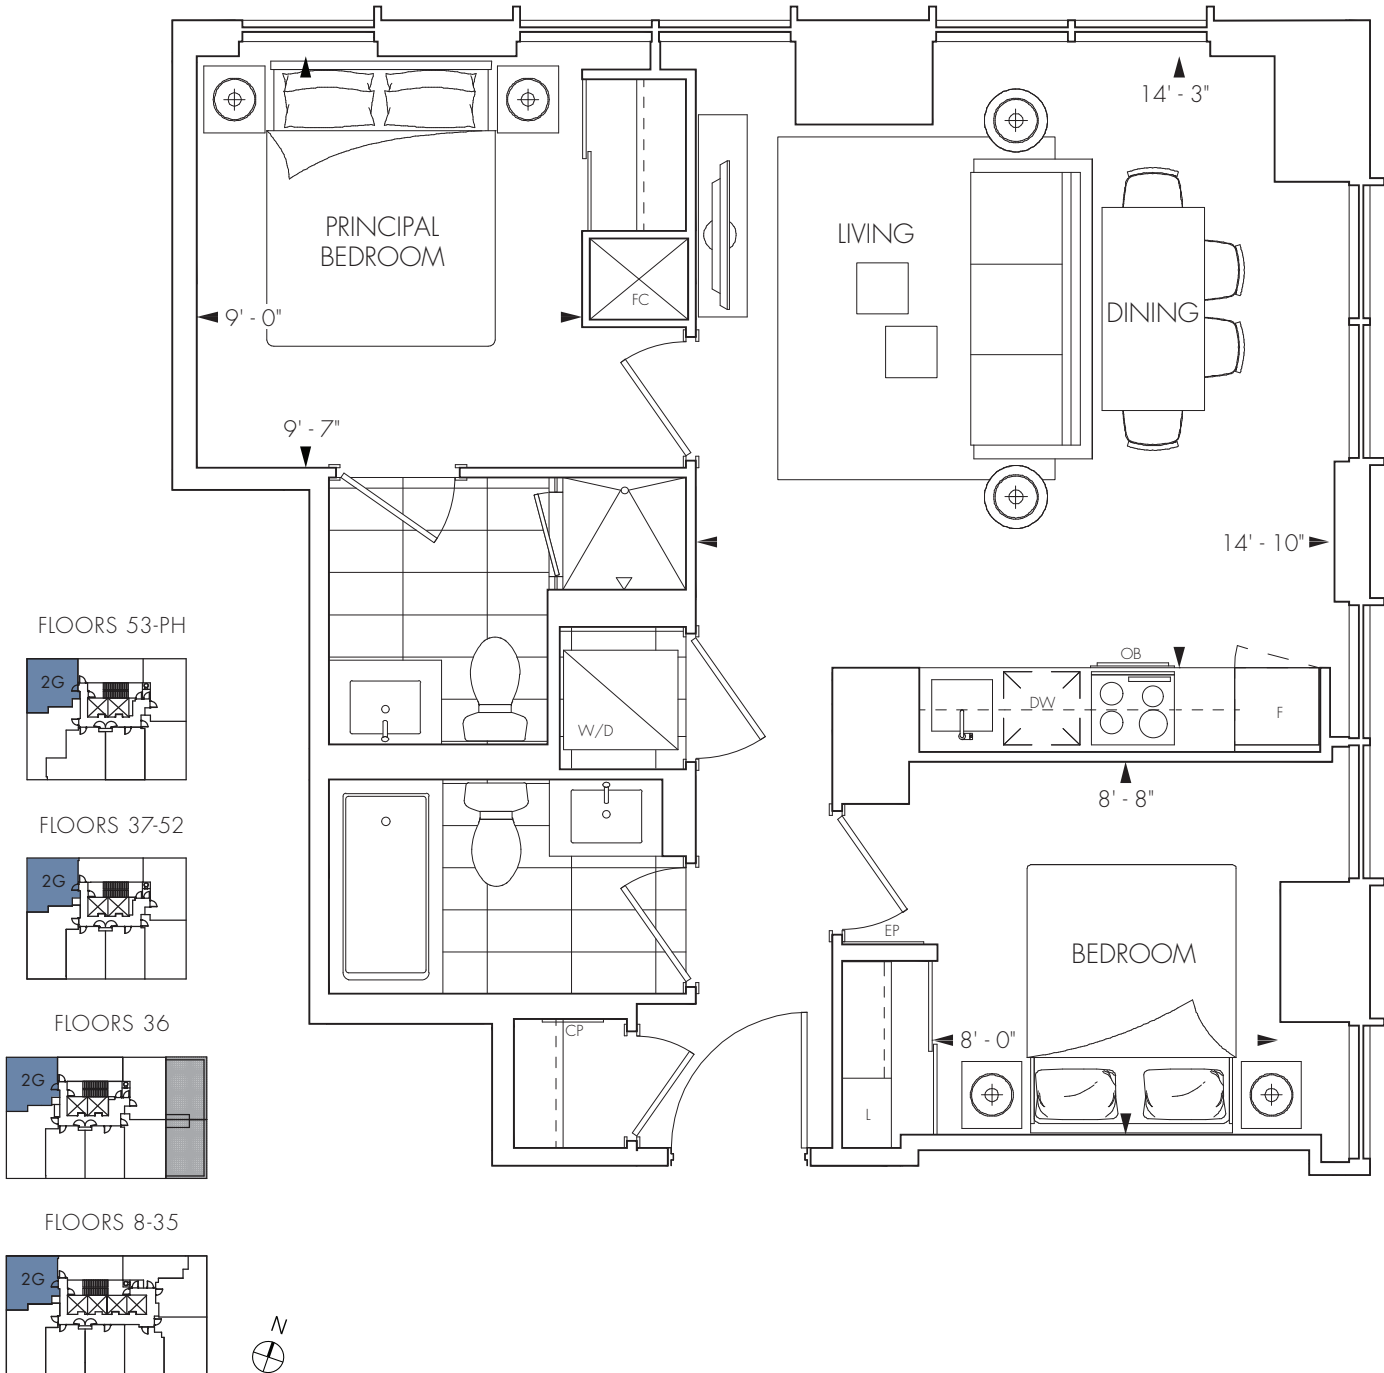 14' - 3"
PRINCIPAL
BEDROOM
LIVING
FC
DINING
9' - 0"
9' - 7"
14' - 10"
FLOORS 53-PH
2G
OB
DW
F
W/D
8' - 8"
FLOORS 37-52
2G
EP
BEDROOM
FLOORS 36
2G
CP
8' - 0"
L
FLOORS 8-35
2G
N